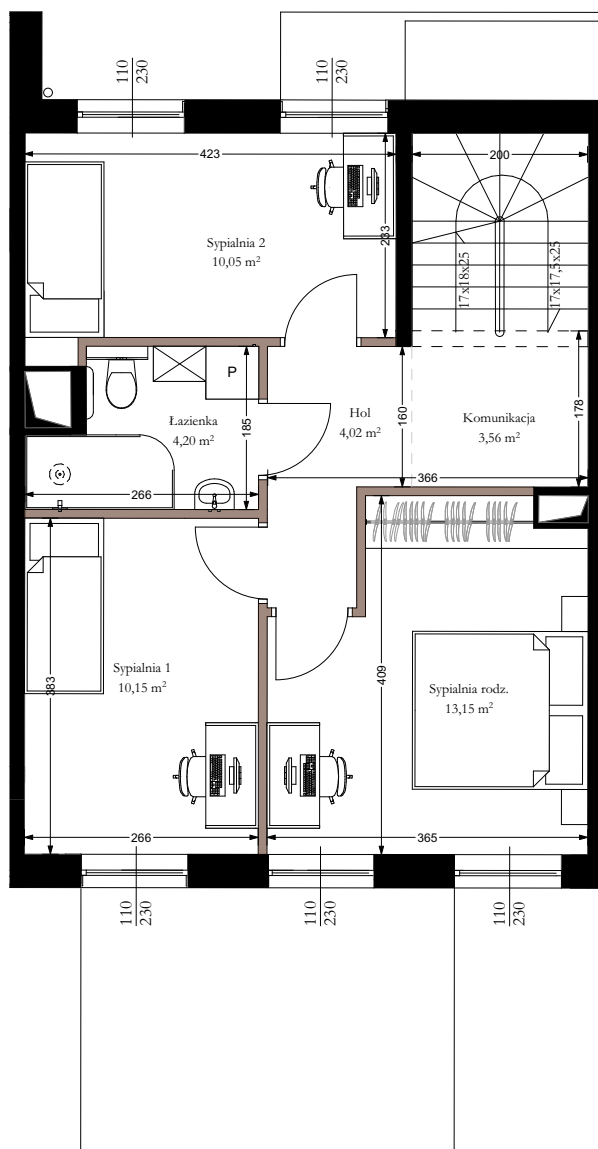 110
230
110
230
423
200
233
Sypialnia 2
10,05 m²
17x18x25
17x17,5x25
P
Łazienka
4,20 m²
185
Hol
4,02 m²
160
Komunikacja
3,56 m²
178
266
366
383
Sypialnia 1
10,15 m²
409
Sypialnia rodz.
13,15 m²
266
365
110
230
110
230
110
230